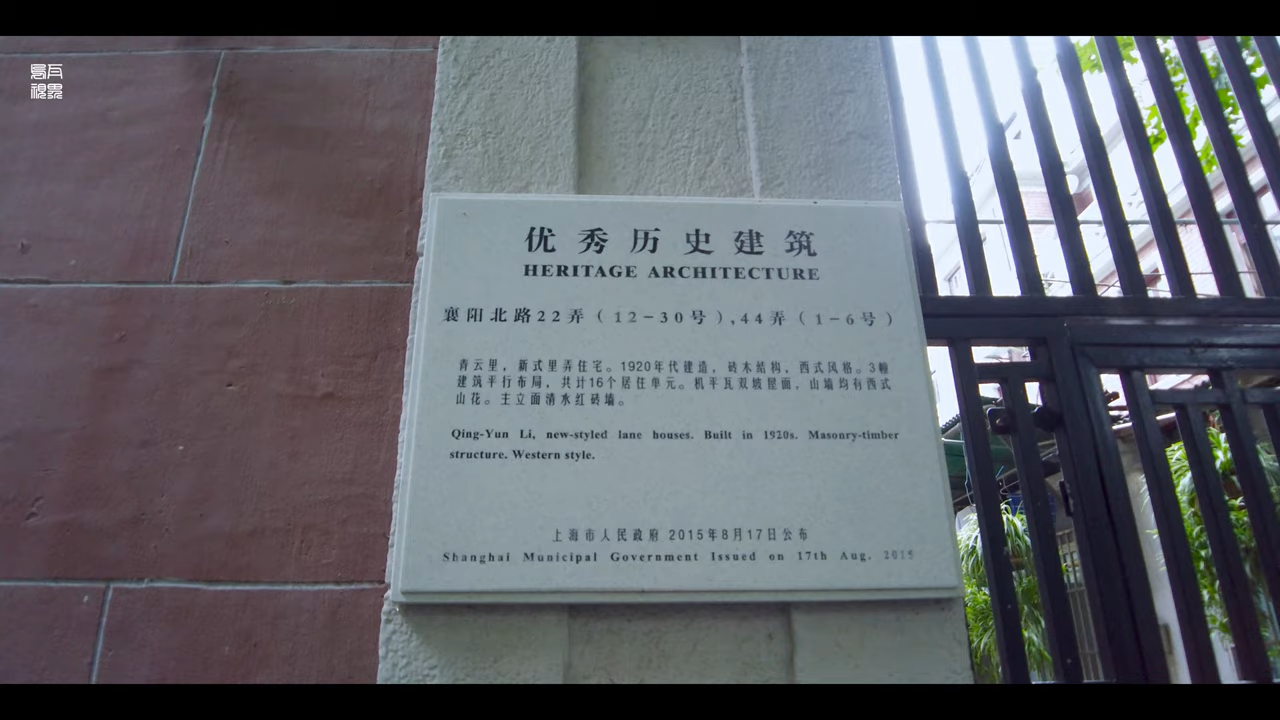 优秀历史建筑
HERITAGE ARCHITECTURE
襄阳北路22弄（12-30号）,44弄（1-6号）
青云里，新式里弄住宅。1920年代建造，砖木结构，西式风格。3幢
建筑平行布局，共计16个居住单元。机平瓦双坡屋面，山墙均有西式
山花。主立面清水红砖墙。
Qing-Yun Li, new-styled lane houses. Built in 1920s. Masonry-timber
structure. Western style.
上海市人民政府 2015年8月17日公布
Shanghai Municipal Government Issued on 17th Aug. 2015